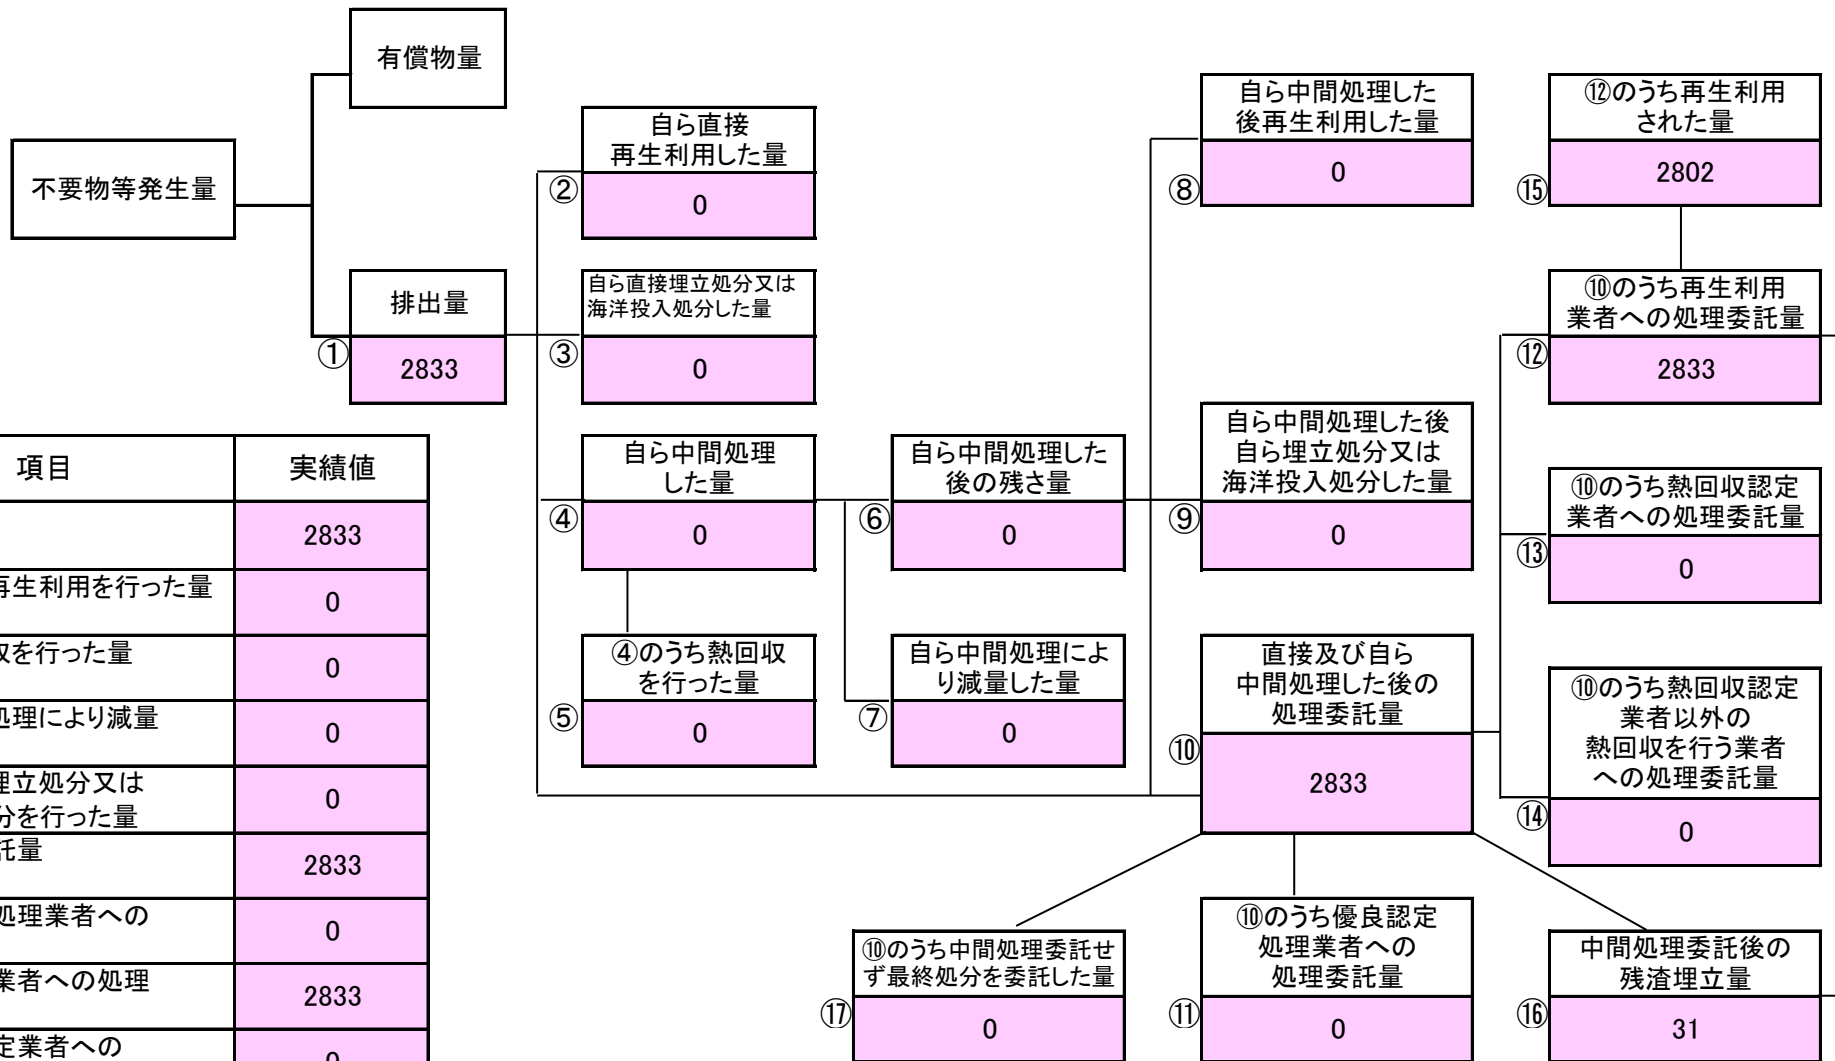 有償物量
不要物等発生量
排出量
①
2833
自ら直接
再生利用した量
②
0
自ら直接埋立処分又は
海洋投入処分した量
③
0
自ら中間処理
した量
④
0
④のうち熱回収
を行った量
⑤
0
自ら中間処理した
後の残さ量
⑥
0
自ら中間処理によ
り減量した量
⑦
0
自ら中間処理した
後再生利用した量
⑧
0
自ら中間処理した後
自ら埋立処分又は
海洋投入処分した量
⑨
0
直接及び自ら
中間処理した後の
処理委託量
⑩
2833
⑫のうち再生利用
された量
⑮
2802
⑩のうち再生利用
業者への処理委託量
⑫
2833
⑩のうち熱回収認定
業者への処理委託量
⑬
0
⑩のうち熱回収認定
業者以外の
熱回収を行う業者
への処理委託量
⑭
0
⑩のうち中間処理委託せ
ず最終処分を委託した量
⑰
0
⑩のうち優良認定
処理業者への
処理委託量
⑪
0
中間処理委託後の
残渣埋立量
⑯
31
項目 実績値
2833
再生利用を行った量
0
を行った量
0
処理により減量
0
埋立処分又は
分を行った量
0
託量
2833
処理業者への
0
業者への処理
2833
定業者への
0